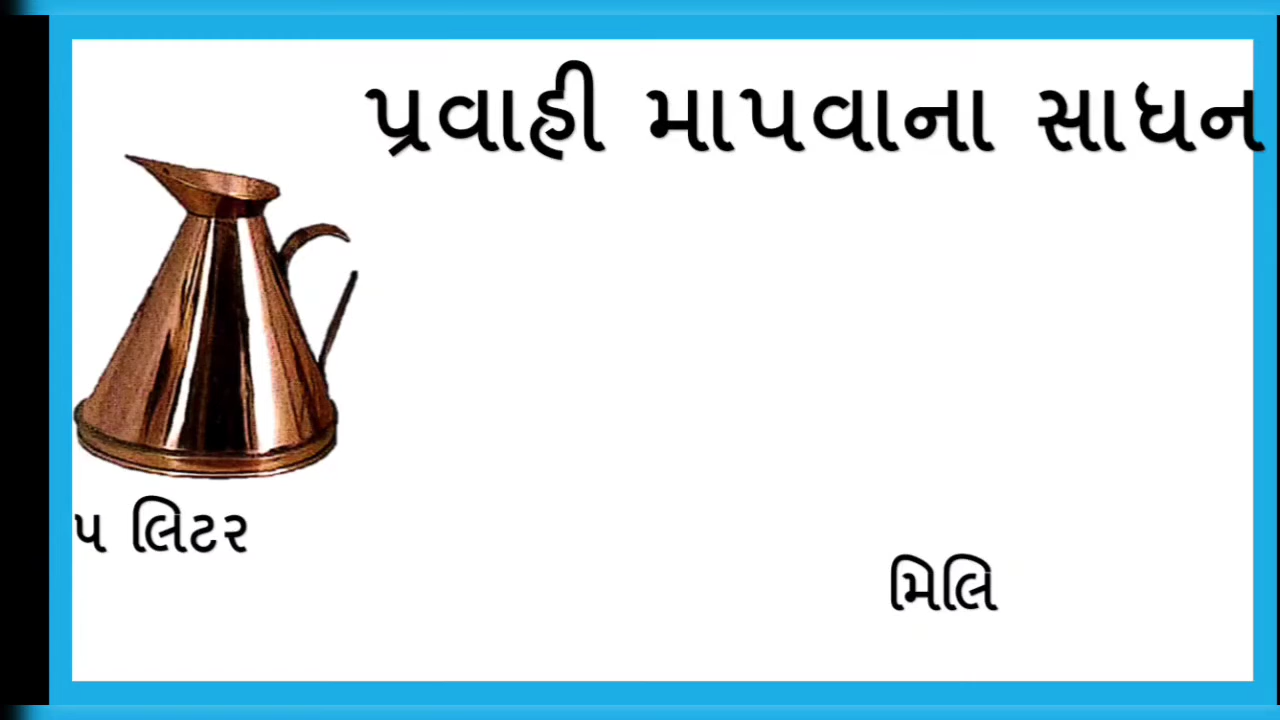 પ્રવાહી માપવાના સાધન
૫ લિટર
મિલિ